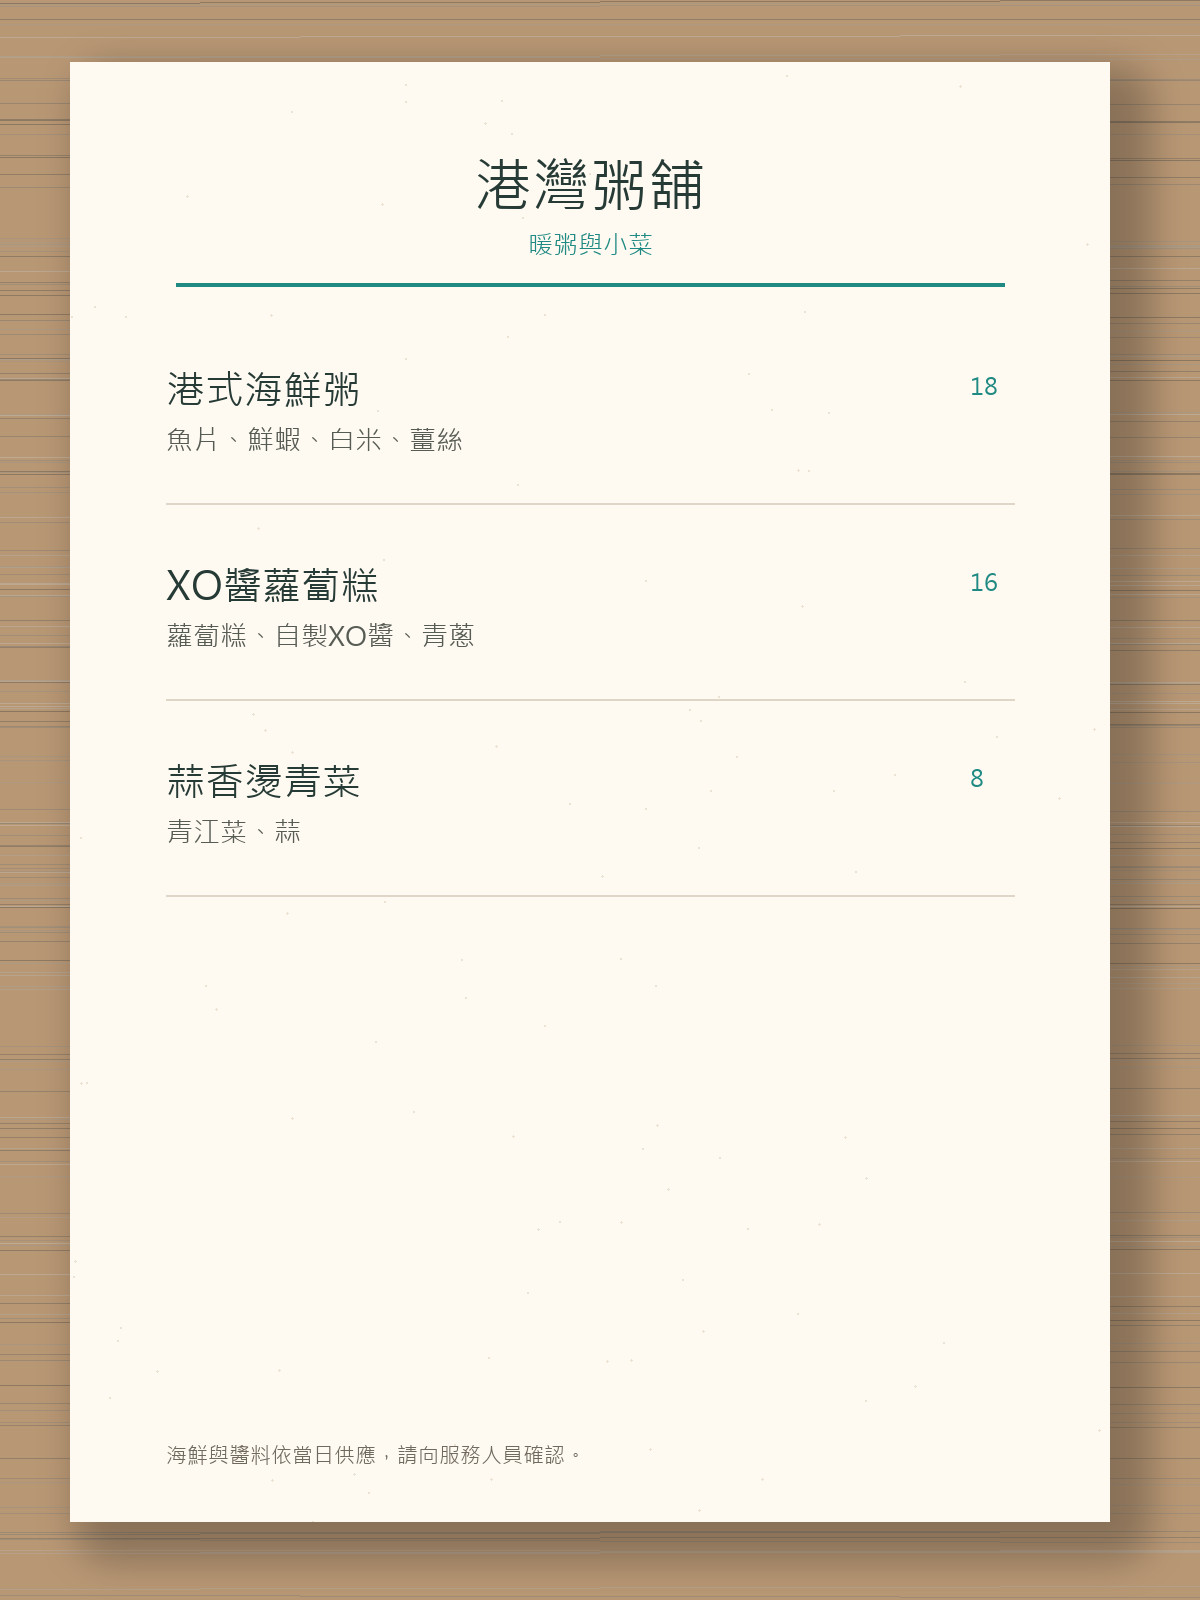 港灣粥舖
暖粥與小菜
港式海鮮粥 18
魚片、鮮蝦、白米、薑絲
XO醬蘿蔔糕 16
蘿蔔糕、自製XO醬、青蔥
蒜香燙青菜 8
青江菜、蒜
海鮮與醬料依當日供應，請向服務人員確認。